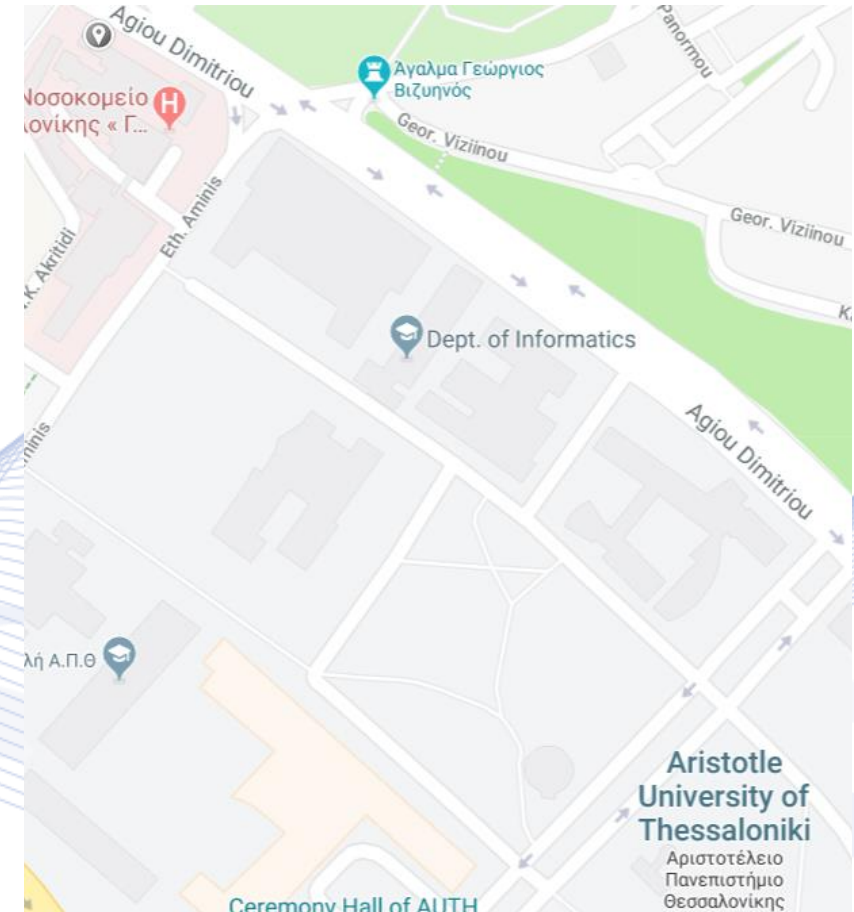 Agiou Dimitriou
Panormou
Άγαλμα Γεώργιος
Βιζυηνός
Νοσοκομείο
ονίκης « Γ...
Geor. Viziinou
Geor. Viziinou
Eth. Aminis
K. Akritidi
Dept. of Informatics
Agiou Dimitriou
λή Α.Π.Θ
Aristotle
University of
Thessaloniki
Αριστοτέλειο
Πανεπιστήμιο
Θεσσαλονίκης
Ceremony Hall of AUTH